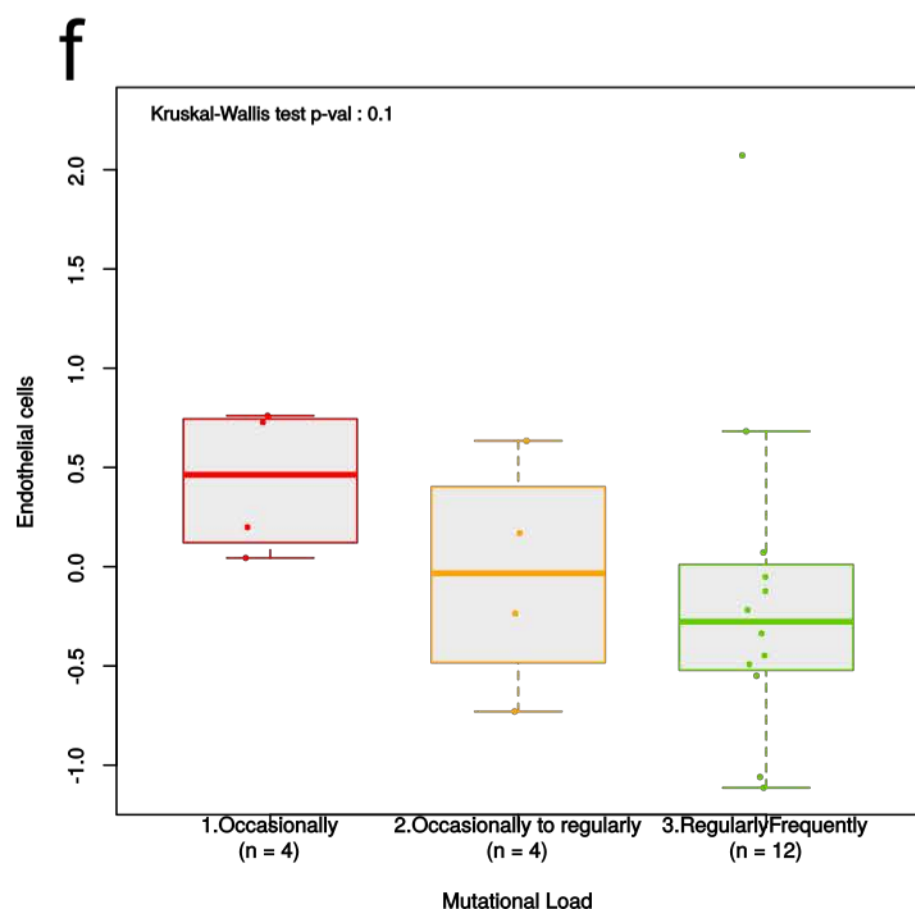 f
Kruskal-Wallis test p-val : 0.1
2.0
1.5
1.0
0.5
0.0
-0.5
-1.0
Endothelial cells
1.Occasionally
(n = 4)
2.Occasionally to regularly
(n = 4)
3.RegularlyFrequently
(n = 12)
Mutational Load